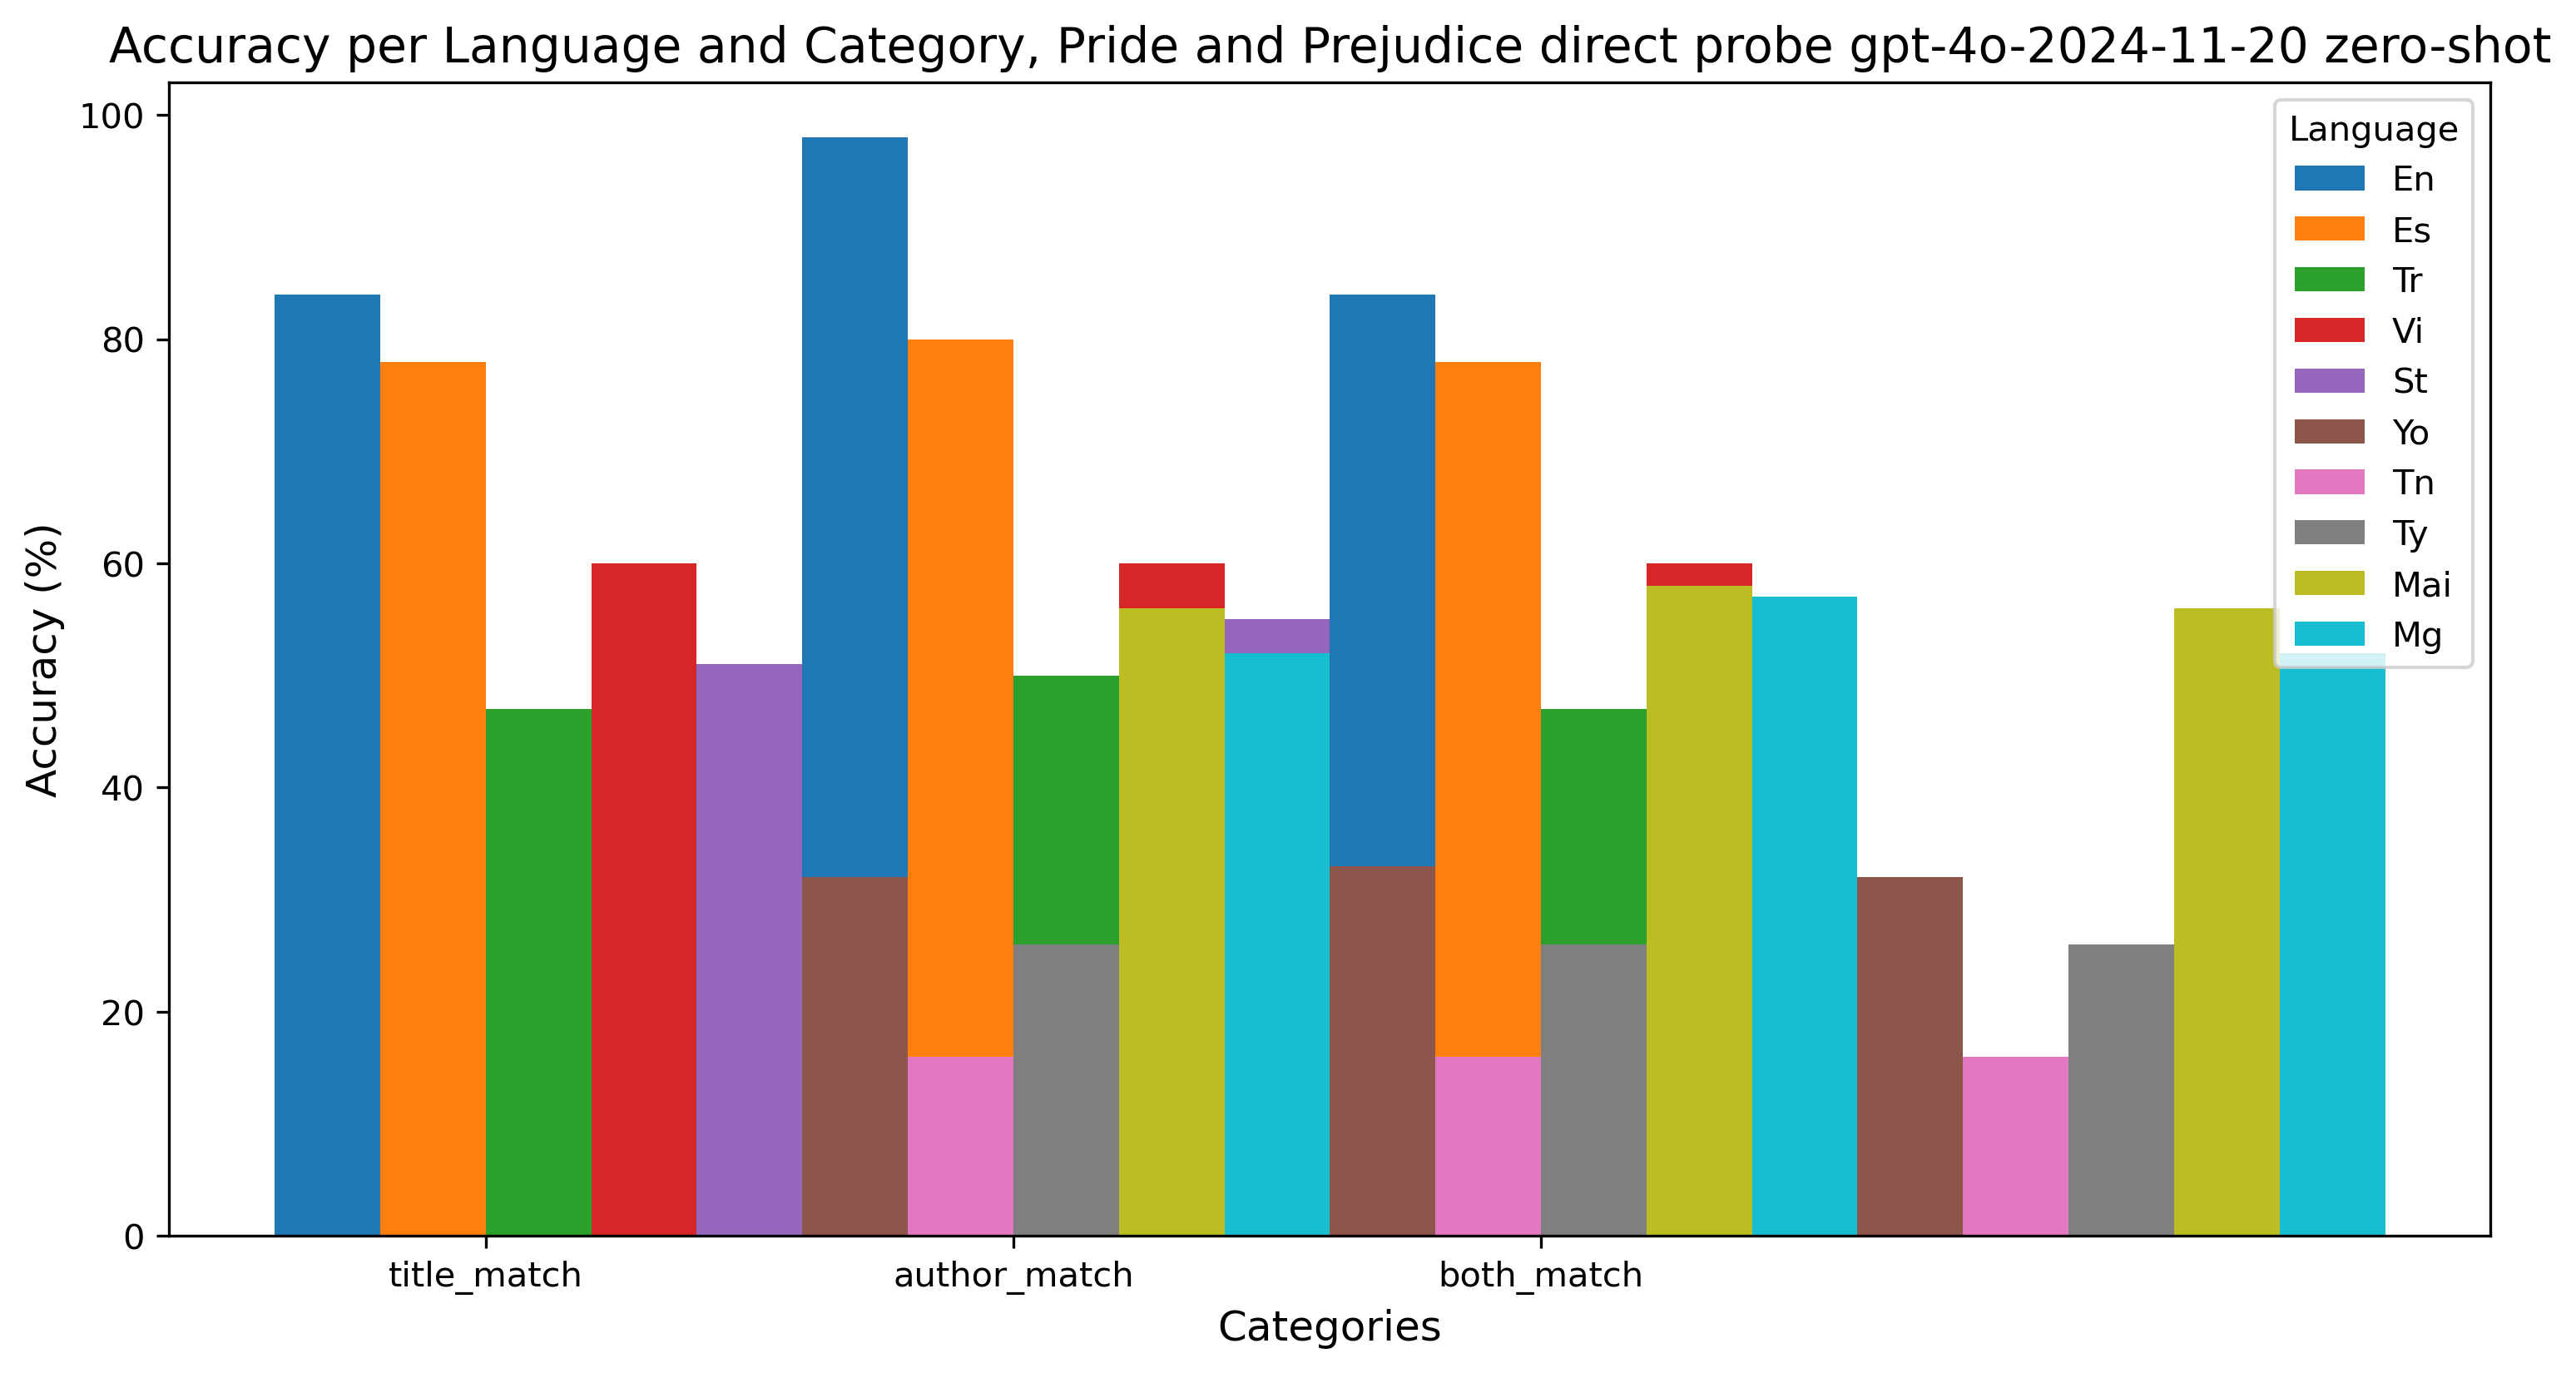 Accuracy per Language and Category, Pride and Prejudice direct probe gpt-4o-2024-11-20 zero-shot
Accuracy (%)
100
80
60
40
20
0
Language
En
Es
Tr
Vi
St
Yo
Tn
Ty
Mai
Mg
title_match
author_match
both_match
Categories